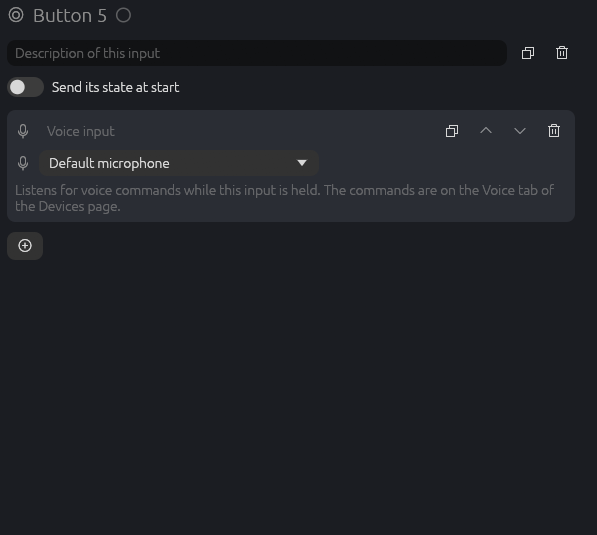 Button 5
Description of this input
Send its state at start
Voice input
Default microphone
Listens for voice commands while this input is held. The commands are on the Voice tab of
the Devices page.